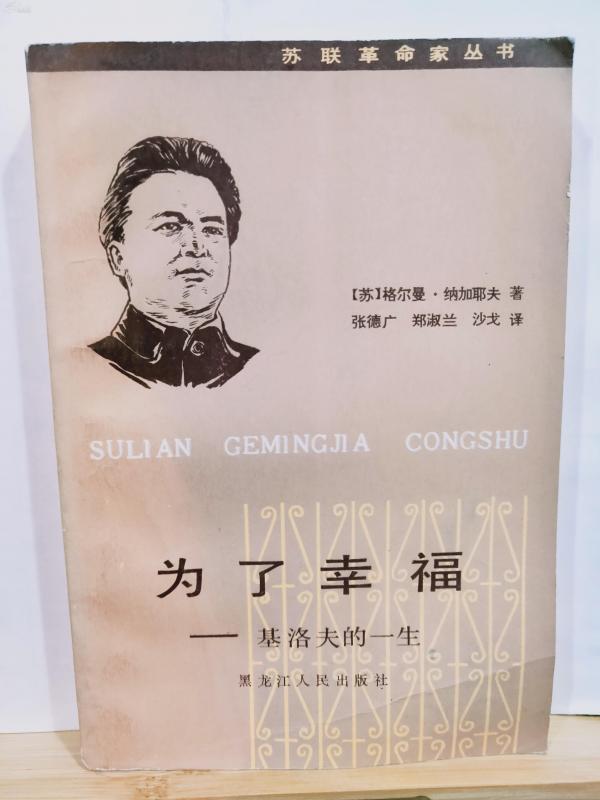 苏联革命家丛书
【苏】格尔曼·纳加耶夫 著
张德广 郑淑兰 沙戈 译
SULIAN GEMINGJIA CONGSHU
为了幸福
——基洛夫的一生
黑龙江人民出版社